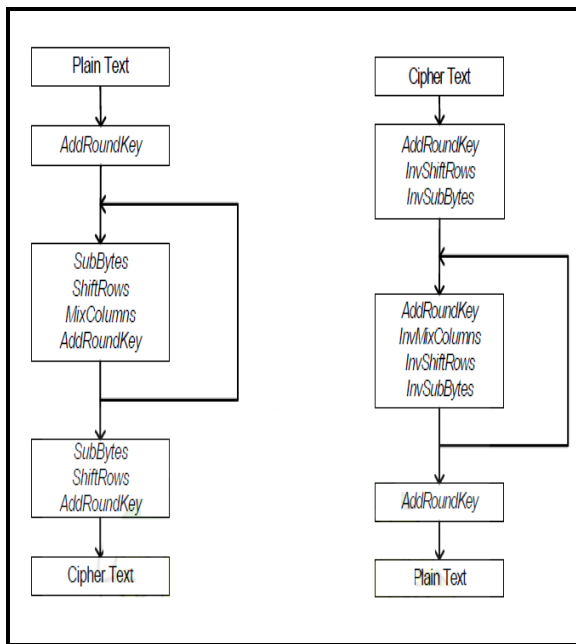 Plain Text
AddRoundKey
SubBytes
ShiftRows
MixColumns
AddRoundKey
SubBytes
ShiftRows
AddRoundKey
Cipher Text
Cipher Text
AddRoundKey
InvShiftRows
InvSubBytes
AddRoundKey
InvMixColumns
InvShiftRows
InvSubBytes
AddRoundKey
Plain Text